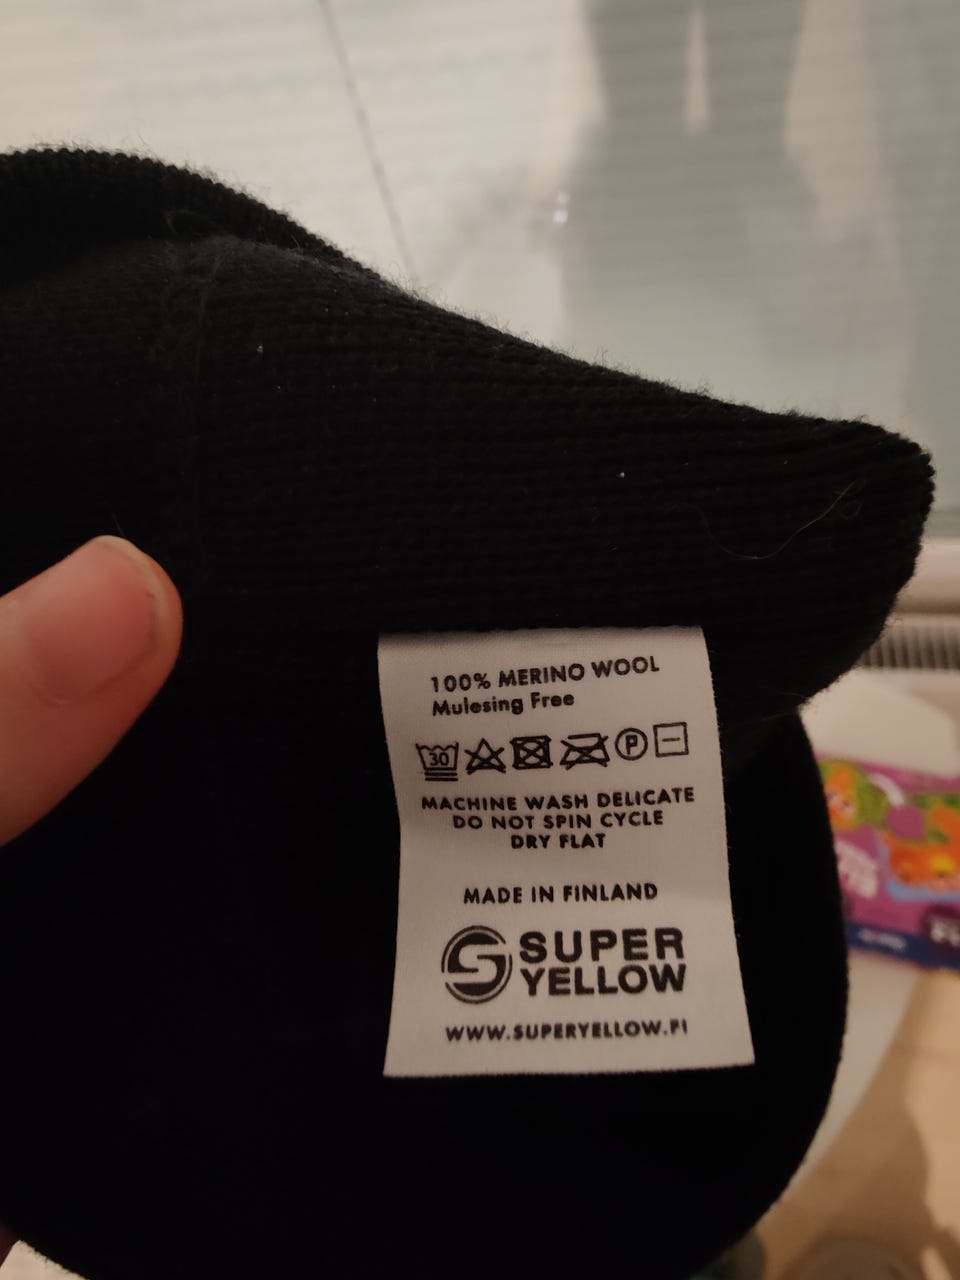 100% MERINO WOOL
Mulesing Free
30 P
MACHINE WASH DELICATE
DO NOT SPIN CYCLE
DRY FLAT
MADE IN FINLAND
SUPER
YELLOW
WWW.SUPERYELLOW.FI